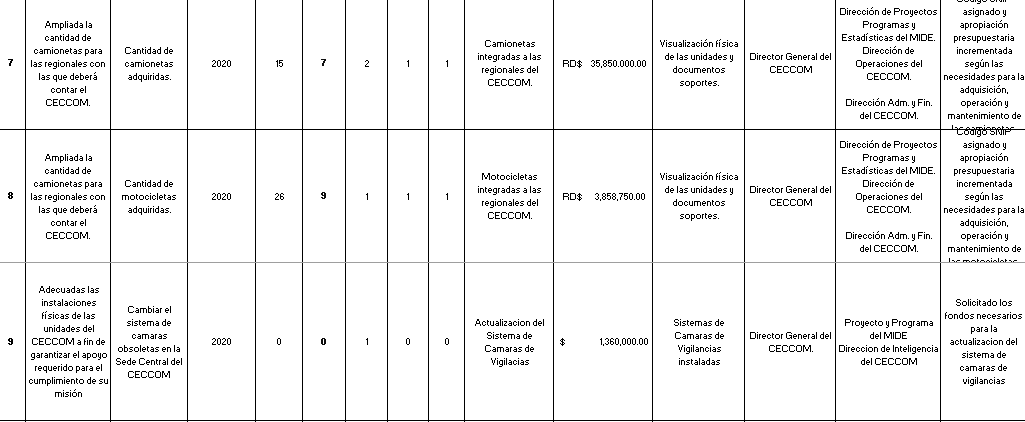 7
Ampliada la
cantidad de
camionetas para
las regionales con
las que deberá
contar el
CECCOM.
Cantidad de
camionetas
adquiridas.
2020
15
7
2
1
1
Camionetas
integradas a las
regionales del
CECCOM.
RD$ 35,850,000.00
Visualización física
de las unidades y
documentos
soportes.
Director General del
CECCOM
Dirección de Proyectos
Programas y
Estadísticas del MIDE.
Dirección de
Operaciones del
CECCOM.
Dirección Adm. y Fin.
del CECCOM.
Código SNIP
asignado y
apropiación
presupuestaria
incrementada
según las
necesidades para la
adquisición,
operación y
mantenimiento de
las camionetas
8
Ampliada la
cantidad de
camionetas para
las regionales con
las que deberá
contar el
CECCOM.
Cantidad de
motocicletas
adquiridas.
2020
26
9
1
1
1
Motocicletas
integradas a las
regionales del
CECCOM.
RD$ 3,858,750.00
Visualización física
de las unidades y
documentos
soportes.
Director General del
CECCOM
Dirección de Proyectos
Programas y
Estadísticas del MIDE.
Dirección de
Operaciones del
CECCOM.
Dirección Adm. y Fin.
del CECCOM.
Código SNIP
asignado y
apropiación
presupuestaria
incrementada
según las
necesidades para la
adquisición,
operación y
mantenimiento de
las motocicletas
9
Adecuadas las
instalaciones
físicas de las
unidades del
CECCOM a fin de
garantizar el apoyo
requerido para el
cumplimiento de su
misión
Cambiar el
sistema de
camaras
obsoletas en la
Sede Central del
CECCOM
2020
0
0
1
0
0
Actualizacion del
Sistema de
Camaras de
Vigilacias
$ 1,360,000.00
Sistemas de
Camaras de
Vigilancias
instaladas
Director General del
CECCOM.
Proyecto y Programa
del MIDE
Direccion de Inteligencia
del CECCOM
Solicitado los
fondos necesarios
para la
actualizacion del
sistema de
camaras de
vigilancias